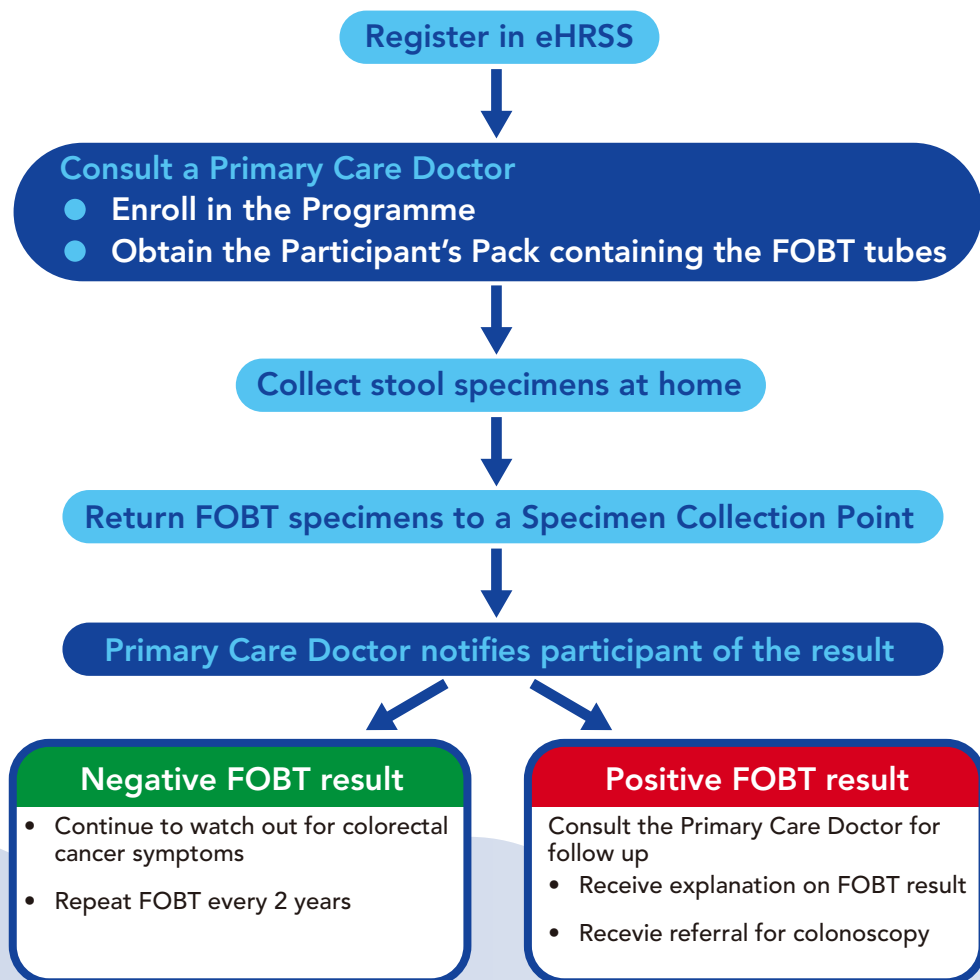 Register in eHRSS
Consult a Primary Care Doctor
● Enroll in the Programme
● Obtain the Participant's Pack containing the FOBT tubes
Collect stool specimens at home
Return FOBT specimens to a Specimen Collection Point
Primary Care Doctor notifies participant of the result
Negative FOBT result
• Continue to watch out for colorectal
cancer symptoms
• Repeat FOBT every 2 years
Positive FOBT result
Consult the Primary Care Doctor for
follow up
• Receive explanation on FOBT result
• Recevie referral for colonoscopy